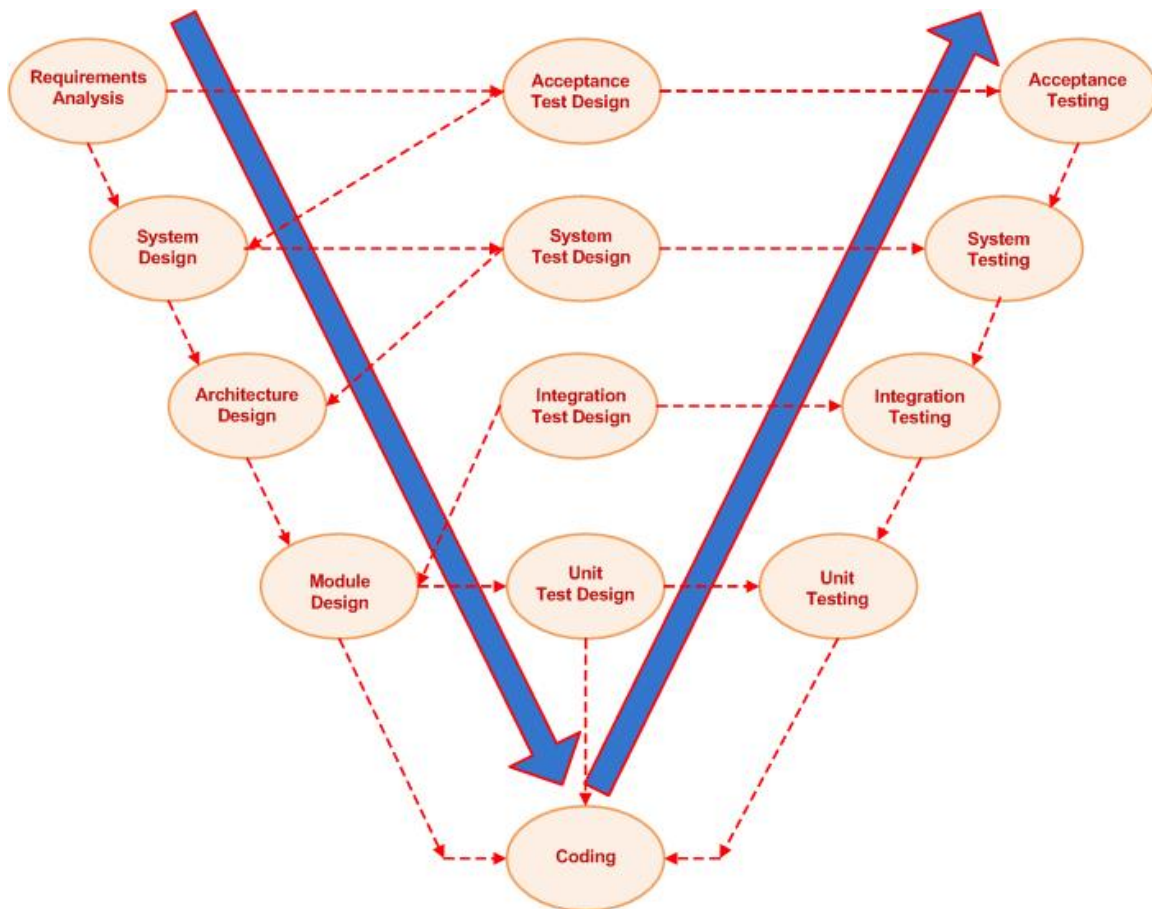 Requirements
Analysis
Acceptance
Test Design
Acceptance
Testing
System
Design
System
Test Design
System
Testing
Architecture
Design
Integration
Test Design
Integration
Testing
Module
Design
Unit
Test Design
Unit
Testing
Coding